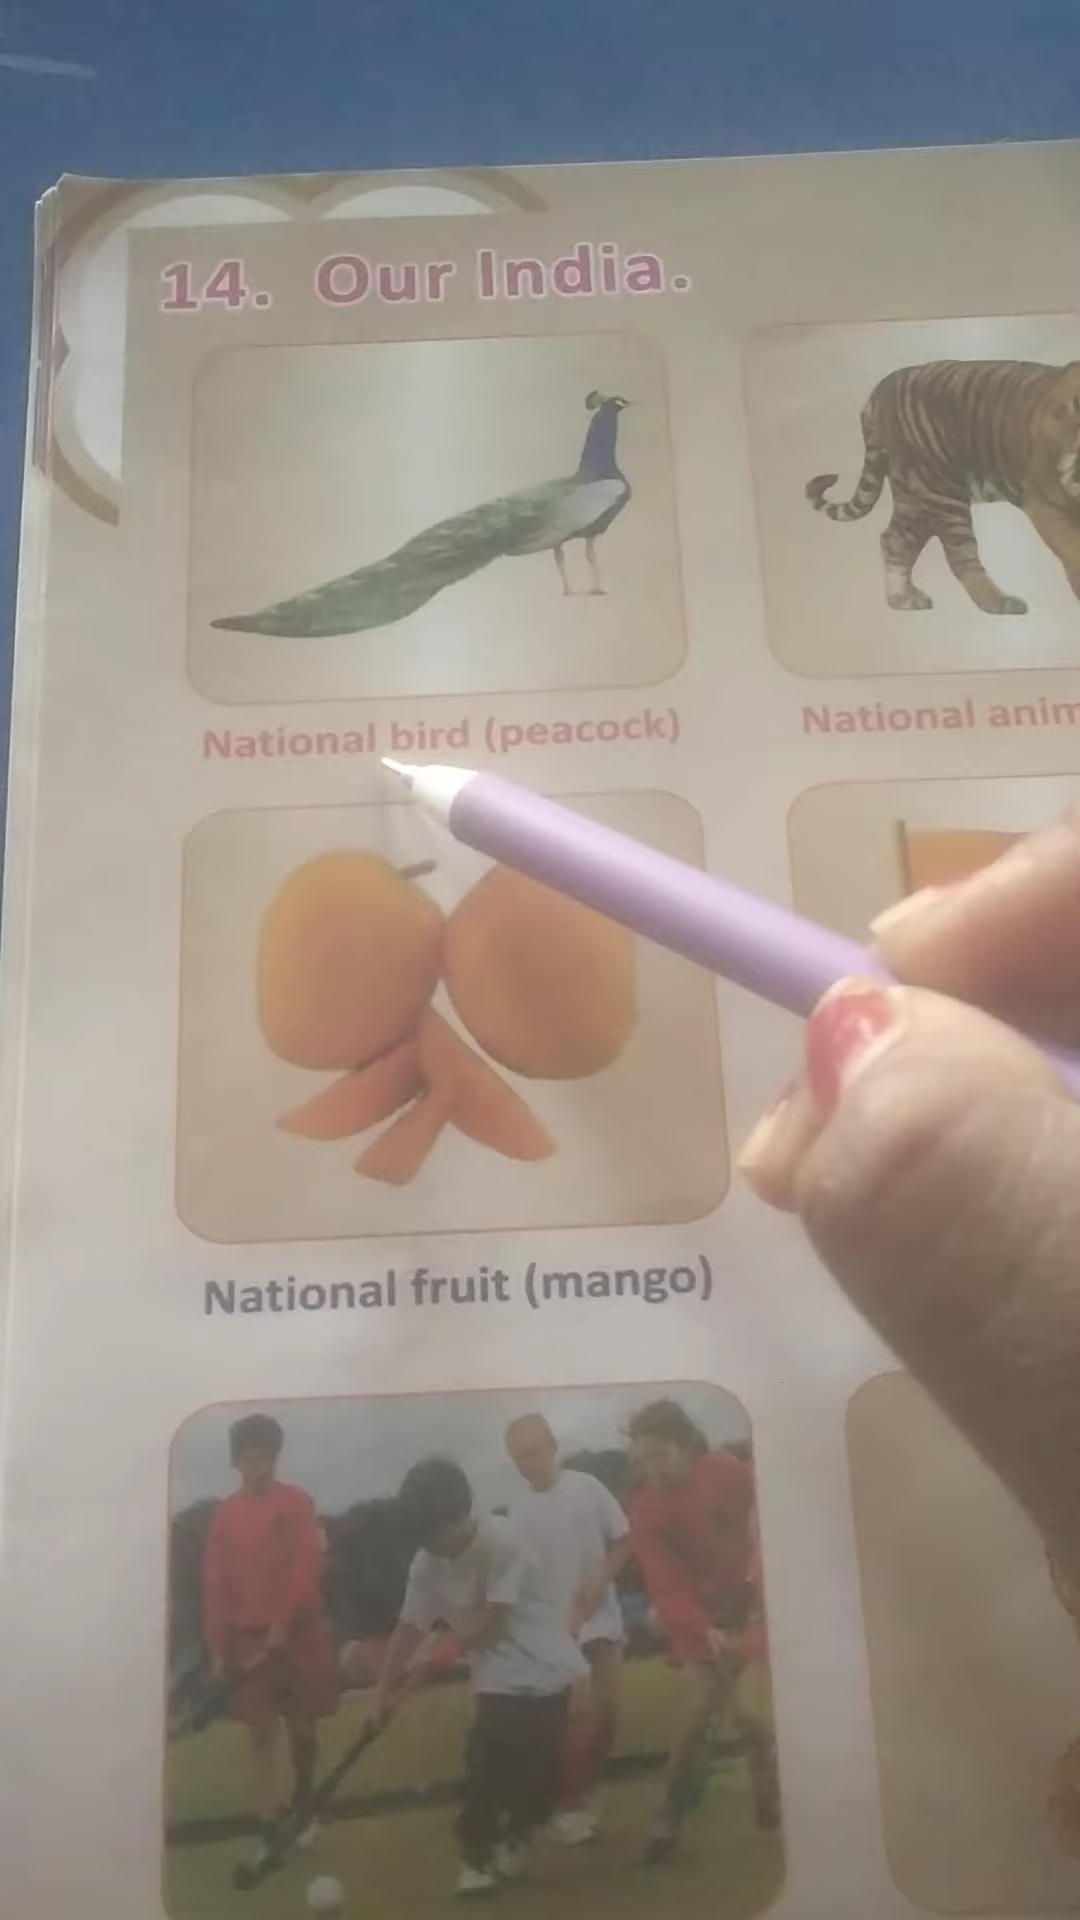 14. Our India.
National bird (peacock)
National anim
National fruit (mango)